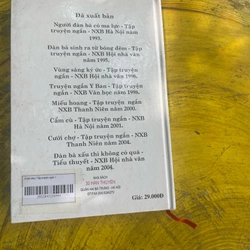 Đã xuất bản
Người đàn bà có ma lực - Tập
truyện ngắn - NXB Hà Nội năm
1993.
Đàn bà sinh ra từ bóng đêm - Tập
truyện ngắn - NXB Hội nhà văn
năm 1995.
Vùng sáng ký ức - Tập truyện
ngắn - NXB Hội nhà văn 1996.
Truyện ngắn Y Ban - Tập truyện
ngắn - NXB Văn học năm 1998.
Miếu hoang - Tập truyện ngắn -
NXB Thanh Niên năm 2000.
Cẩm cù - Tập truyện ngắn - NXB
Hà Nội năm 2001.
Cưới chợ - Tập truyện ngắn - NXB
Thanh Niên năm 2004.
Đàn bà xấu thì không có quà -
Tiểu thuyết - NXB Hội nhà văn
năm 2004.
NHÀ SÁCH
Giá: 29.000Đ